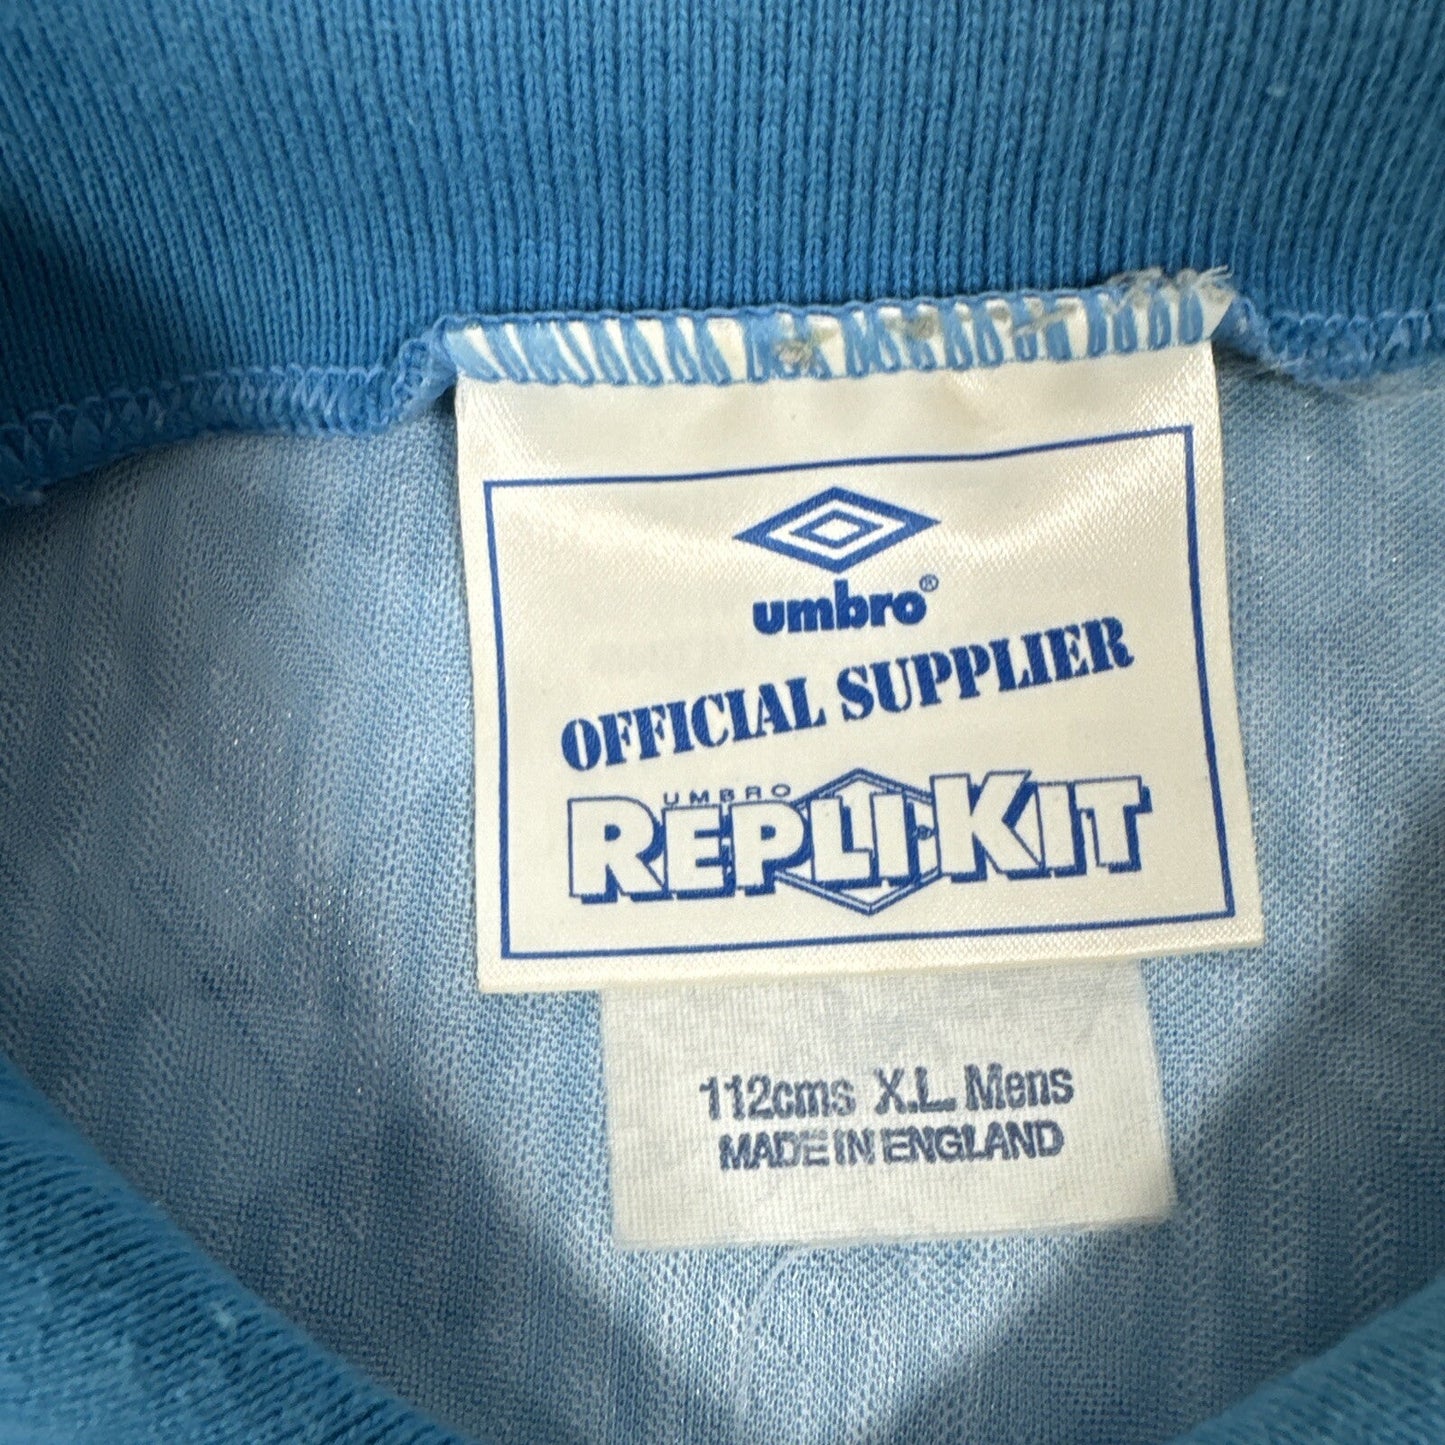 umbro®
OFFICIAL SUPPLIER
UMBRO
REPLI-KIT
112cms X.L. Mens
MADE IN ENGLAND